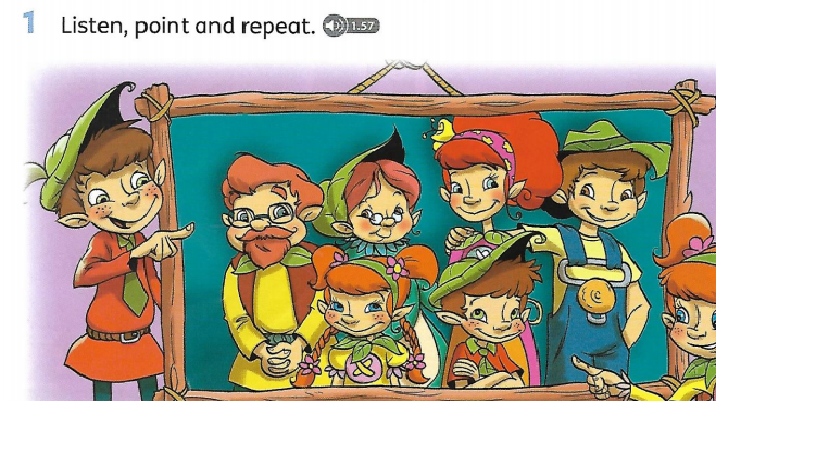 1 Listen, point and repeat. 1.57